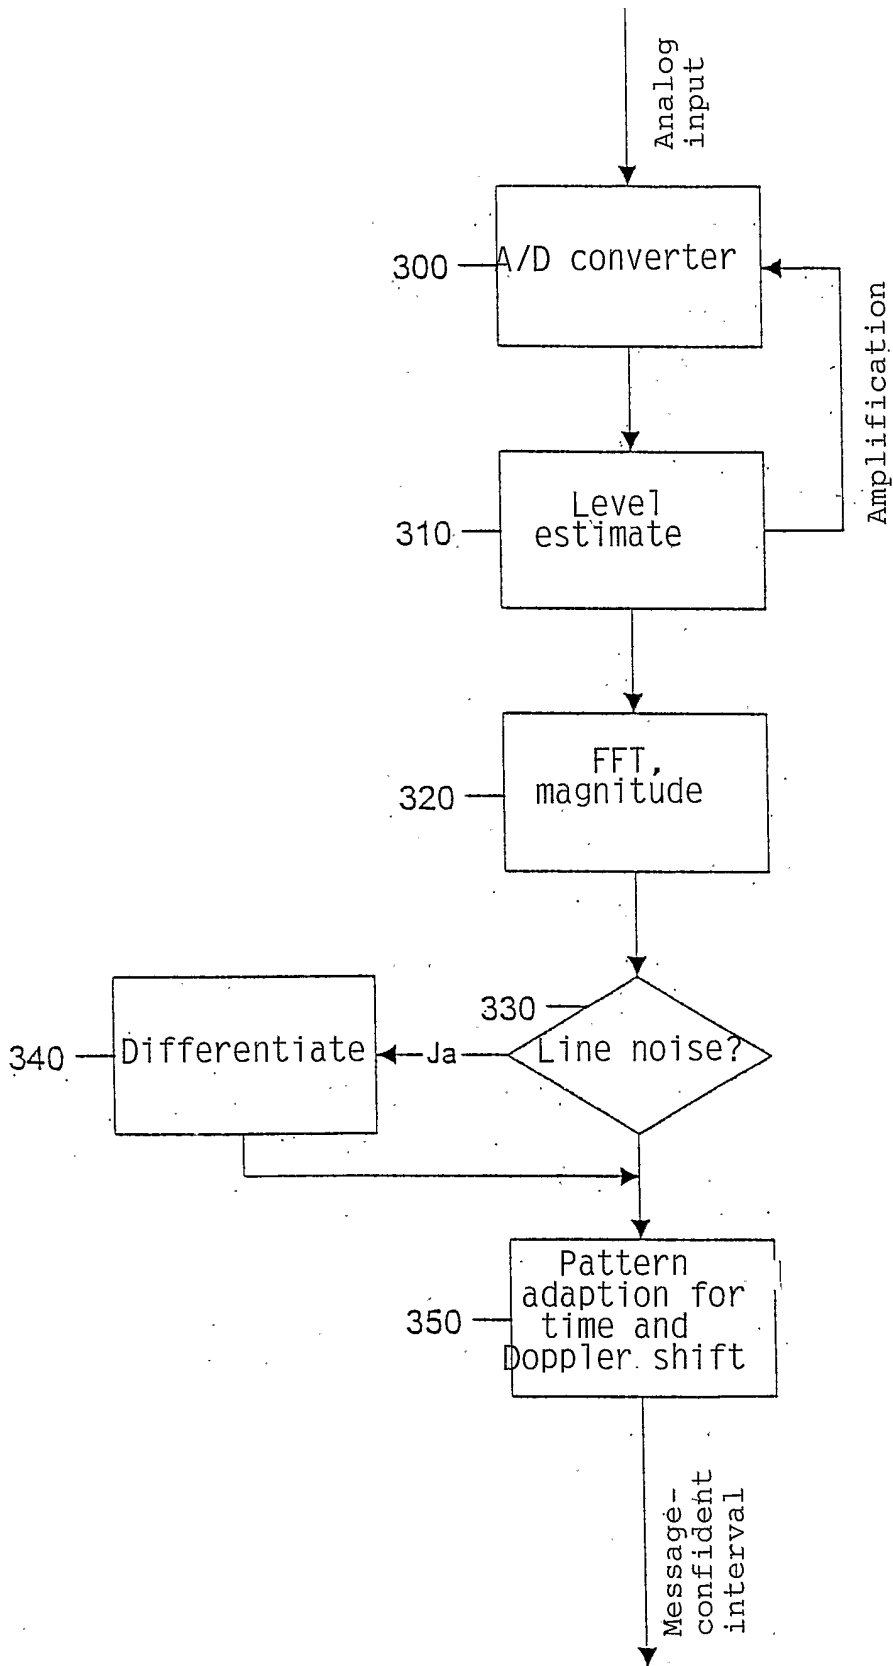 Analog
input
300
A/D converter
Amplification
310
Level
estimate
320
FFT,
magnitude
330
Line noise?
Ja
340
Differentiate
350
Pattern
adaption for
time and
Doppler shift
Message-
confident
interval